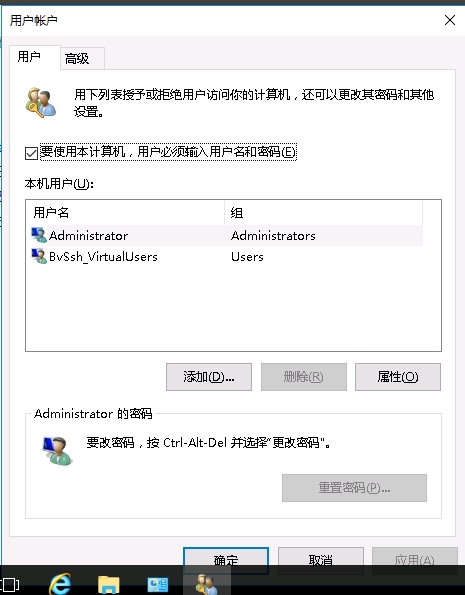 用户帐户
用户
高级
用下列表授予或拒绝用户访问你的计算机，还可以更改其密码和其他
设置。
要使用本计算机，用户必须输入用户名和密码(E)
本机用户(U):
用户名 组
Administrator Administrators
BvSsh_VirtualUsers Users
添加(D)... 删除(R) 属性(O)
Administrator 的密码
要改密码，按 Ctrl-Alt-Del 并选择"更改密码"。
重置密码(P)...
确定 取消 应用(A)